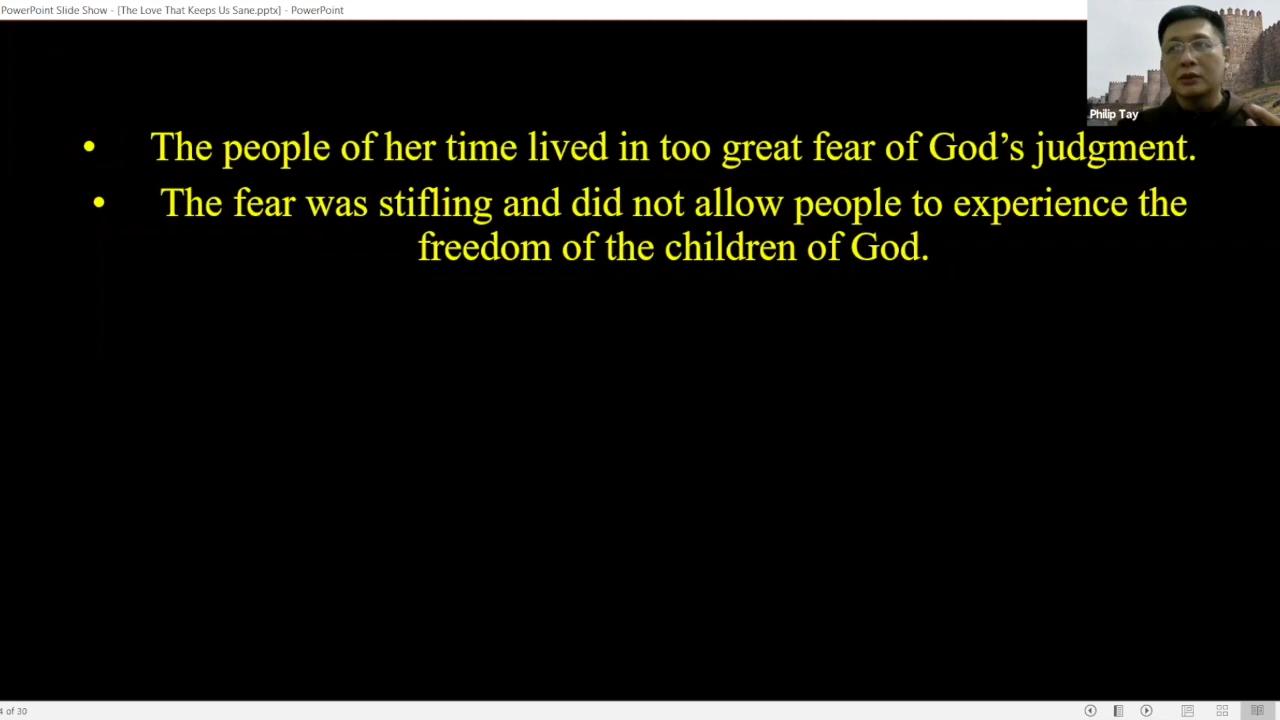 PowerPoint Slide Show - [The Love That Keeps Us Sane.pptx] - PowerPoint
Philip Tay
• The people of her time lived in too great fear of God’s judgment.
• The fear was stifling and did not allow people to experience the
freedom of the children of God.
4 of 30